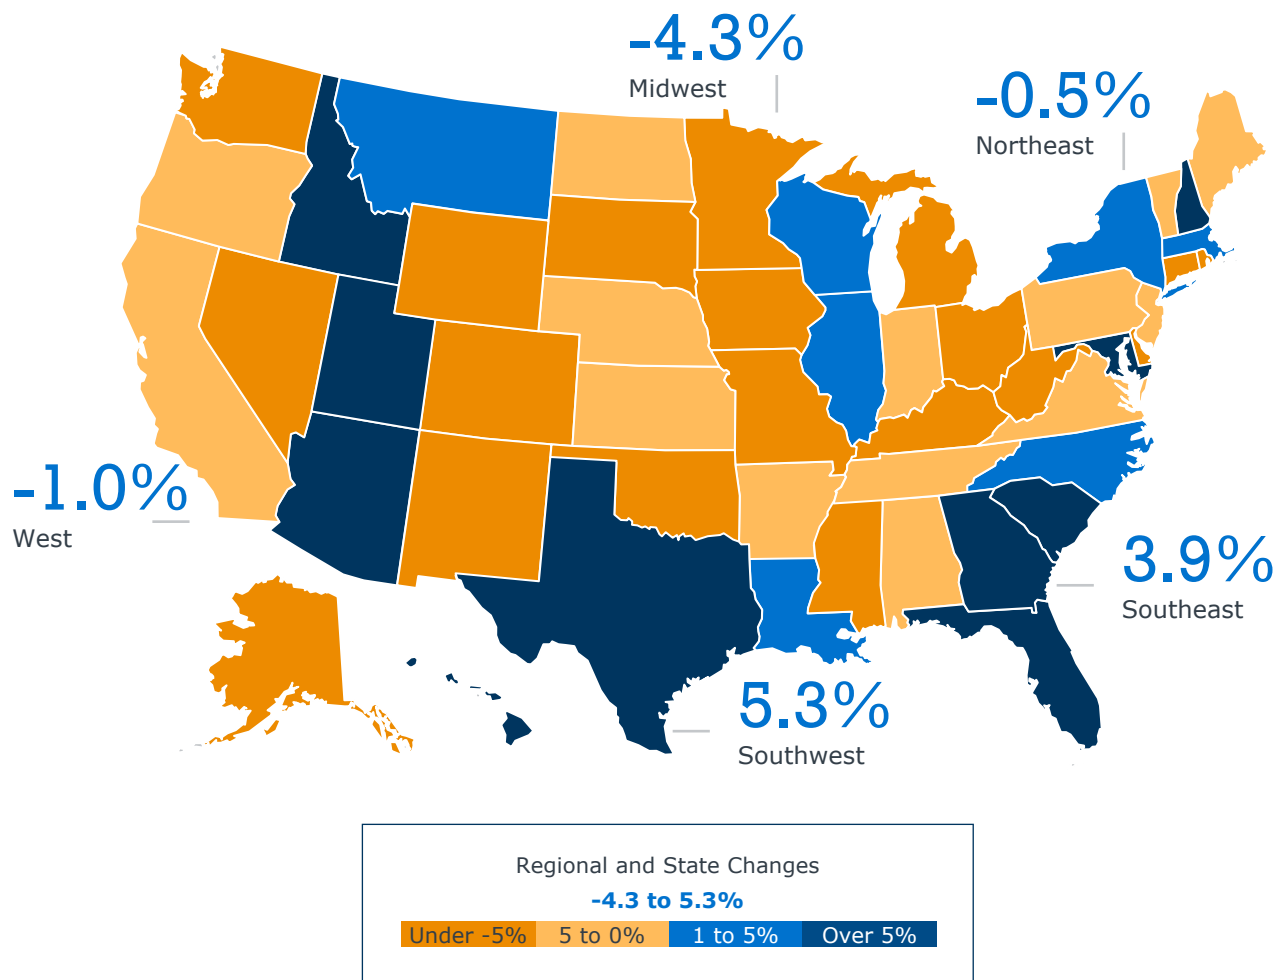 -4.3%
Midwest
-0.5%
Northeast
-1.0%
West
3.9%
Southeast
5.3%
Southwest
Regional and State Changes
-4.3 to 5.3%
Under -5% 5 to 0% 1 to 5% Over 5%